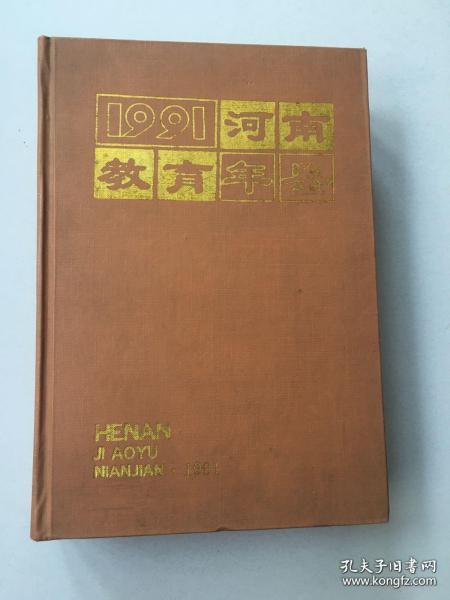 1991河南
教育年鉴
HENAN
JI AOYU
NIANJIAN · 1991
孔夫子旧书网
www.kongfz.com